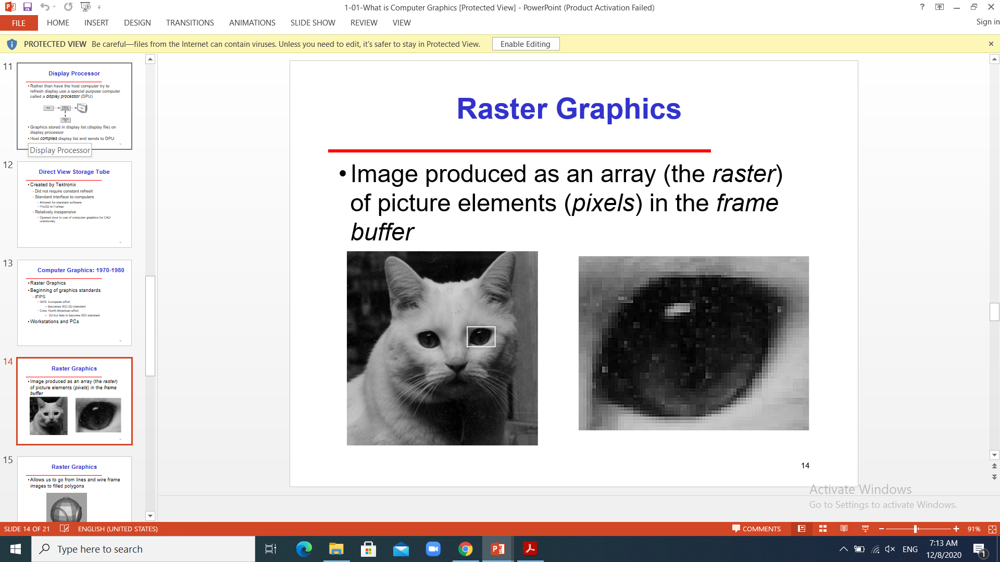 1-01-What is Computer Graphics [Protected View] - PowerPoint (Product Activation Failed)
?
FILE
HOME
INSERT
DESIGN
TRANSITIONS
ANIMATIONS
SLIDE SHOW
REVIEW
VIEW
Sign in
PROTECTED VIEW Be careful—files from the Internet can contain viruses. Unless you need to edit, it's safer to stay in Protected View.
Enable Editing
11
Display Processor
• Rather than have the host computer try to
refresh display use a special purpose computer
called a display processor (DPU)
Host
Display
processor
Display
list
• Graphics stored in display list (display file) on
display processor
• Host compiles display list and sends to DPU
Display Processor
12
Direct View Storage Tube
• Created by Tektronix
- Did not require constant refresh
- Standard interface to computers
• Allowed for standard software
• Plot3D in Fortran
- Relatively inexpensive
• Opened door to use of computer graphics for CAD
community
13
Computer Graphics: 1970-1980
• Raster Graphics
• Beginning of graphics standards
- IFIPS
• GKS: European effort
– Becomes ISO 2D standard
• Core: North American effort
– 3D but fails to become ISO standard
• Workstations and PCs
14
Raster Graphics
• Image produced as an array (the raster)
of picture elements (pixels) in the frame
buffer
15
Raster Graphics
• Allows us to go from lines and wire frame
images to filled polygons
Raster Graphics
• Image produced as an array (the raster)
of picture elements (pixels) in the frame
buffer
14
Activate Windows
Go to Settings to activate Windows.
SLIDE 14 OF 21
ENGLISH (UNITED STATES)
COMMENTS
91%
Type here to search
ENG
7:13 AM
12/8/2020
1